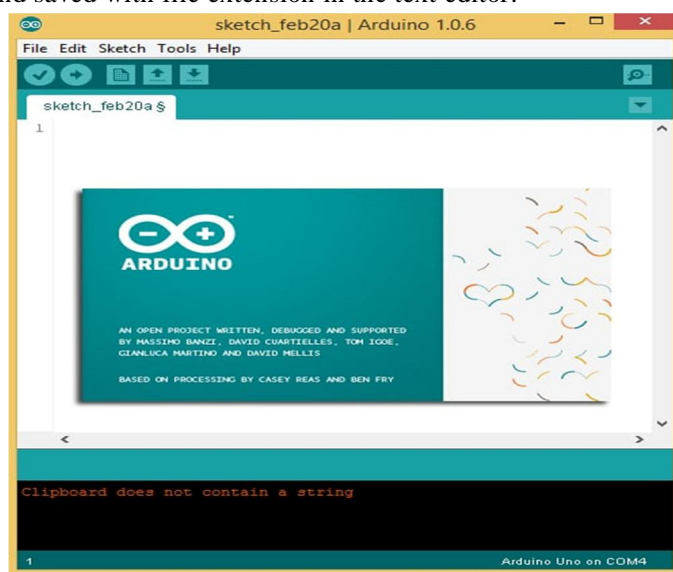 and saved with file extension in the text editor.
sketch_feb20a | Arduino 1.0.6
File Edit Sketch Tools Help
sketch_feb20a §
1
ARDUINO
AN OPEN PROJECT WRITTEN, DEBUGGED AND SUPPORTED
BY MASSIMO BANZI, DAVID CUARTIELLES, TOM IGOE,
GIANLUCA MARTINO AND DAVID MELLIS
BASED ON PROCESSING BY CASEY REAS AND BEN FRY
Clipboard does not contain a string
1
Arduino Uno on COM4